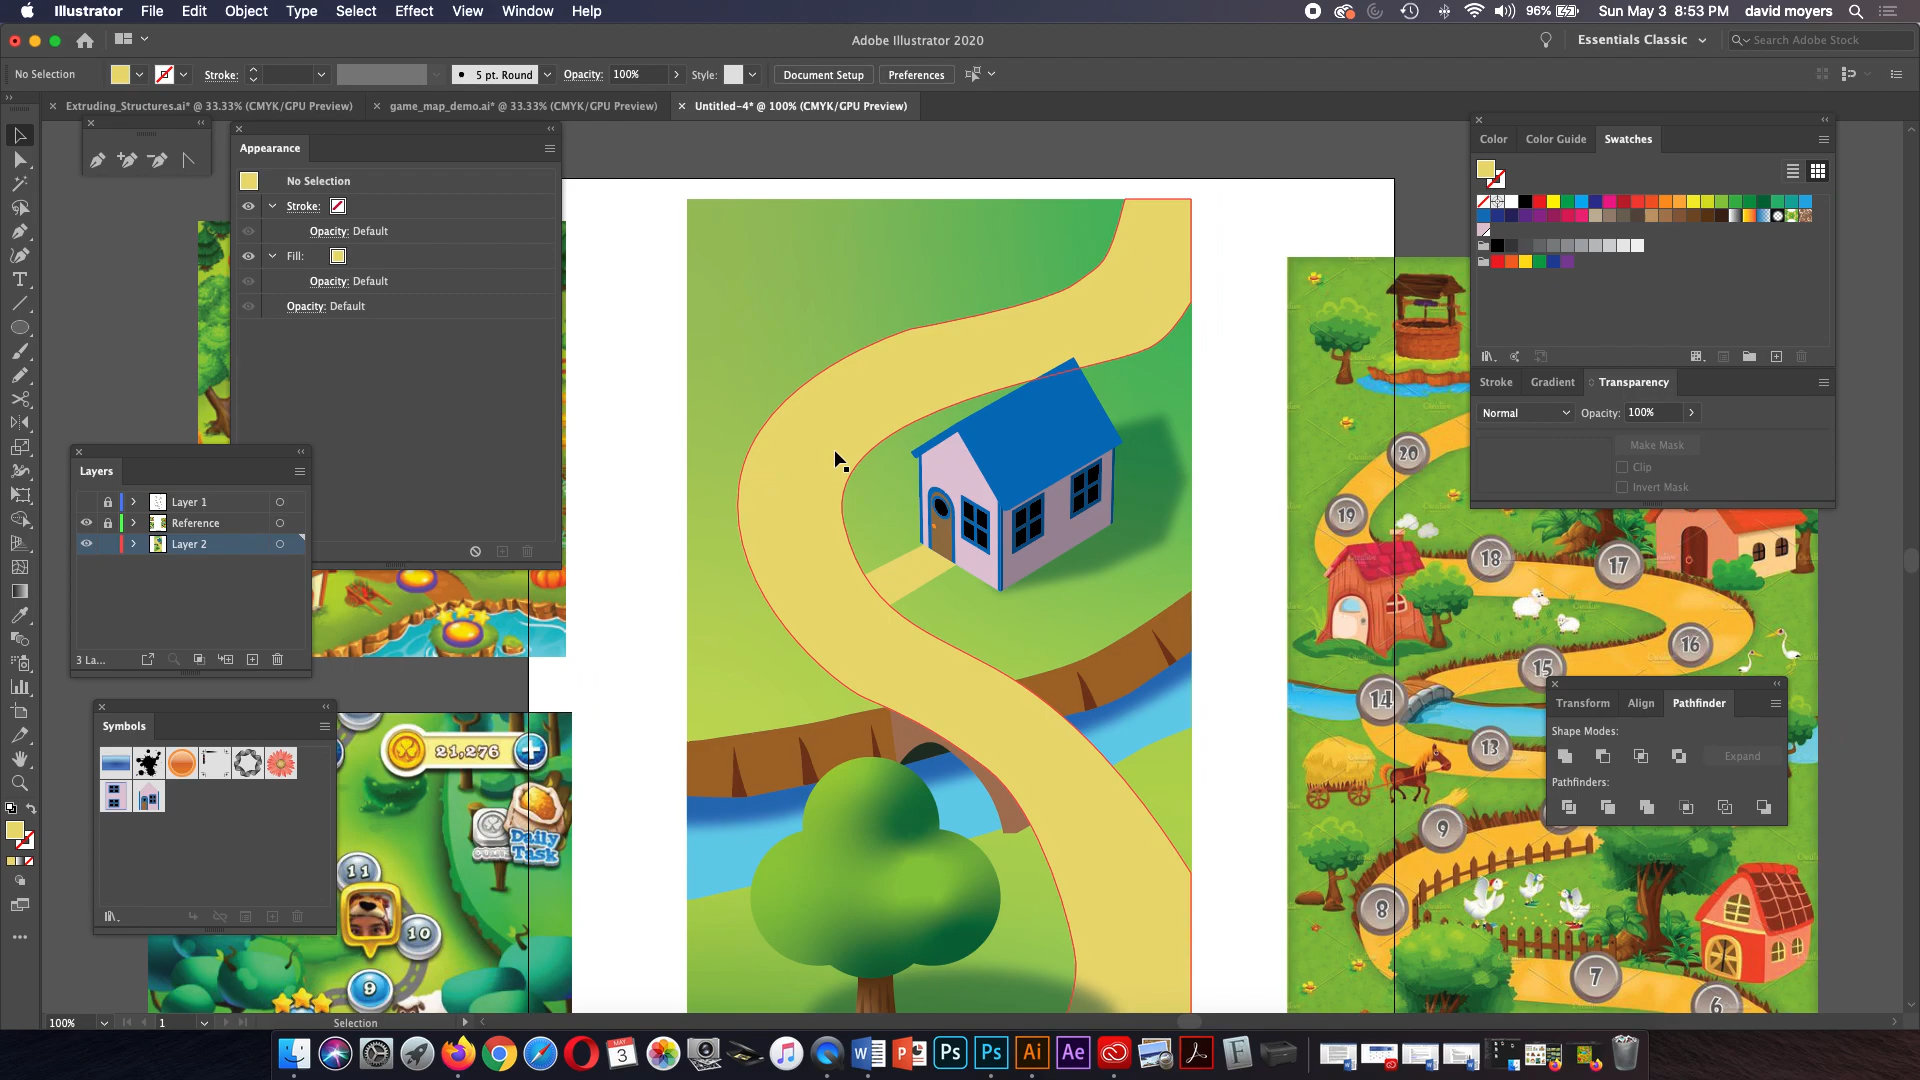 Illustrator File Edit Object Type Select Effect View Window Help 96% Sun May 3 8:53 PM david moyers
Adobe Illustrator 2020 Essentials Classic Search Adobe Stock
No Selection Stroke: 5 pt. Round Opacity: 100% Style: Document Setup Preferences
Extruding_Structures.ai* @ 33.33% (CMYK/GPU Preview) game_map_demo.ai* @ 33.33% (CMYK/GPU Preview) Untitled-4* @ 100% (CMYK/GPU Preview)
Appearance
No Selection
Stroke:
Opacity: Default
Fill:
Opacity: Default
Opacity: Default
Color Color Guide Swatches
Stroke Gradient Transparency
Normal Opacity: 100%
Make Mask
Clip
Invert Mask
Layers
Layer 1
Reference
Layer 2
3 La...
Symbols
21,276
Daily
Task
11
10
9
20
19
18
17
16
15
14
13
9
8
7
6
Transform Align Pathfinder
Shape Modes:
Expand
Pathfinders:
100% 1 Selection
MAY
3
W P Ps Ps Ai Ae F